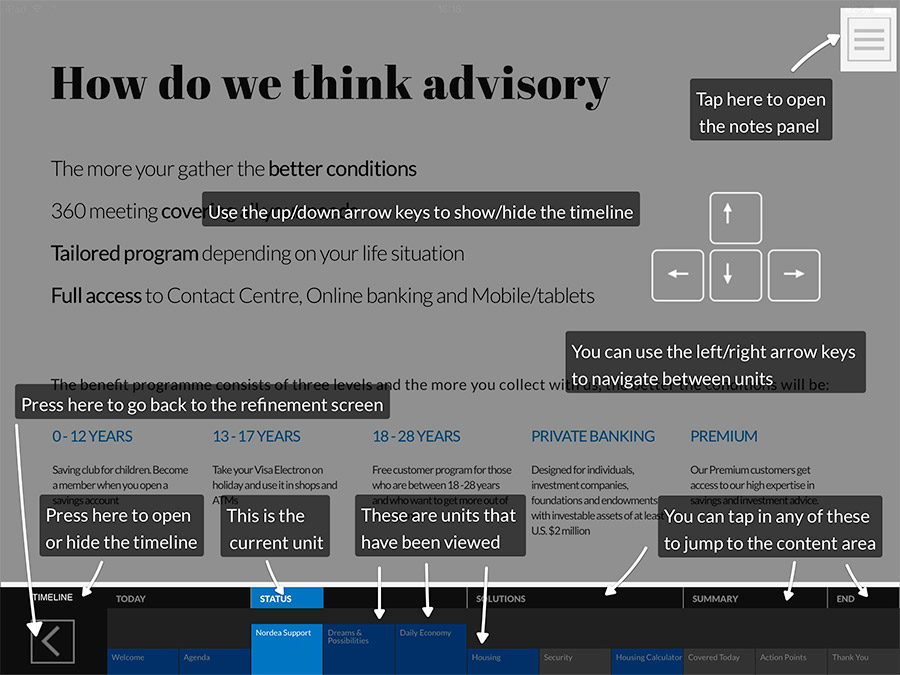 How do we think advisory
Tap here to open
the notes panel
The more your gather the better conditions
360 meeting covering all your needs
Use the up/down arrow keys to show/hide the timeline
Tailored program depending on your life situation
Full access to Contact Centre, Online banking and Mobile/tablets
You can use the left/right arrow keys
to navigate between units
The benefit programme consists of three levels and the more you collect with us, the better the conditions will be:
Press here to go back to the refinement screen
0 - 12 YEARS
Saving club for children. Become
a member when you open a
savings account
13 - 17 YEARS
Take your Visa Electron on
holiday and use it in shops and
ATMs
18 - 28 YEARS
Free customer program for those
who are between 18 -28 years
and who want to get more out of
PRIVATE BANKING
Designed for individuals,
investment companies,
foundations and endowments
with investable assets of at least
U.S. $2 million
PREMIUM
Our Premium customers get
access to our high expertise in
savings and investment advice.
Press here to open
or hide the timeline
This is the
current unit
These are units that
have been viewed
You can tap in any of these
to jump to the content area
TIMELINE
TODAY
STATUS
SOLUTIONS
SUMMARY
END
Welcome
Agenda
Nordea Support
Dreams &
Possibilities
Daily Economy
Housing
Security
Housing Calculator
Covered Today
Action Points
Thank You